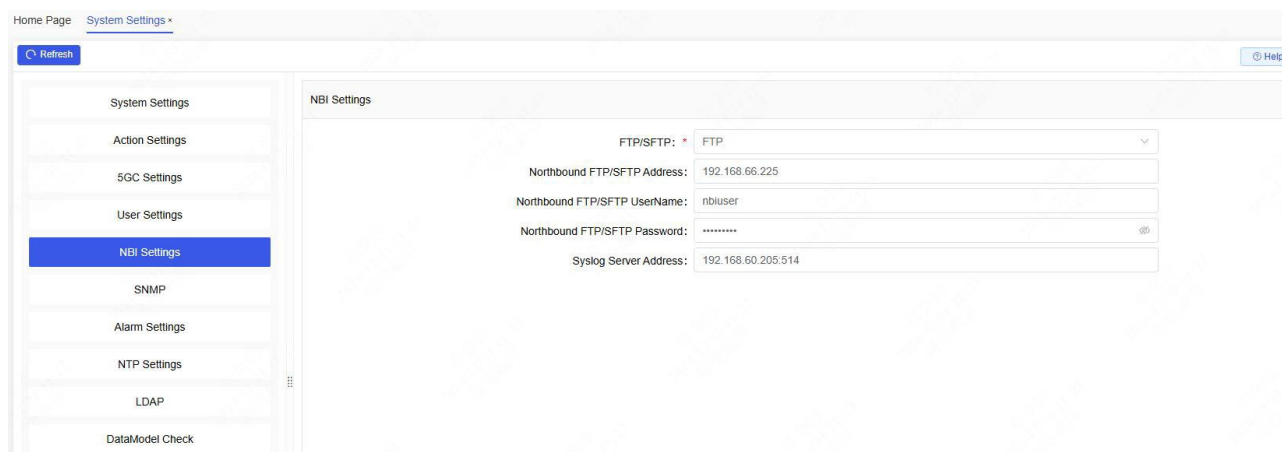 Home Page System Settings ×
Refresh
Help
System Settings
Action Settings
5GC Settings
User Settings
NBI Settings
SNMP
Alarm Settings
NTP Settings
LDAP
DataModel Check
NBI Settings
FTP/SFTP: * FTP
Northbound FTP/SFTP Address: 192.168.66.225
Northbound FTP/SFTP UserName: nbiuser
Northbound FTP/SFTP Password: •••••••••
Syslog Server Address: 192.168.60.205:514